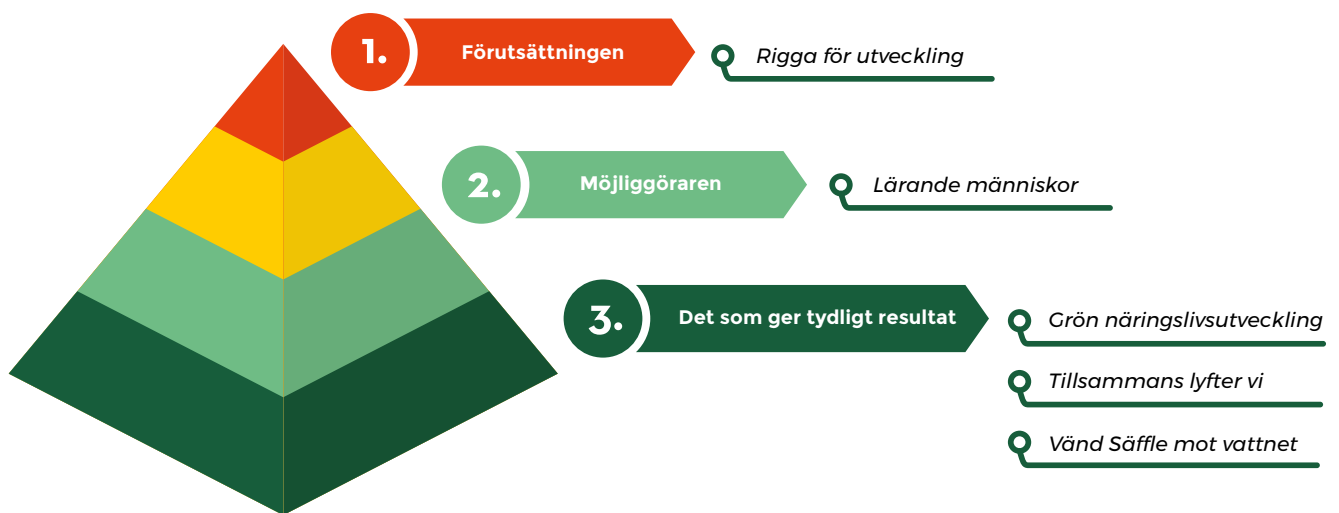 1. Förutsättningen
Rigga för utveckling
2. Möjliggöraren
Lärande människor
3. Det som ger tydligt resultat
Grön näringslivsutveckling
Tillsammans lyfter vi
Vänd Säffle mot vattnet